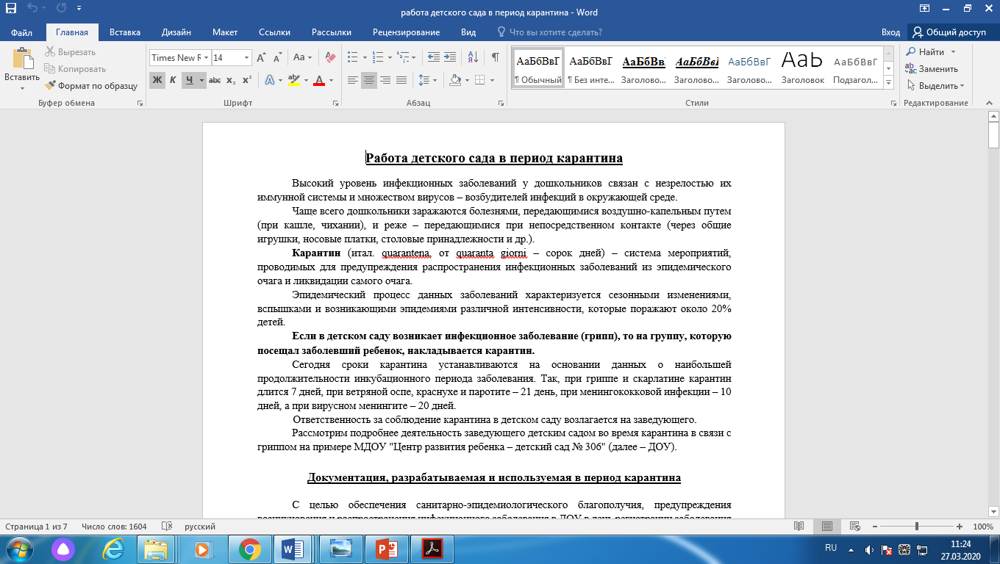 работа детского сада в период карантина - Word
Файл Главная Вставка Дизайн Макет Ссылки Рассылки Рецензирование Вид Что вы хотите сделать? Вход Общий доступ
Вставить
Вырезать
Копировать
Формат по образцу
Буфер обмена
Times New R 14
Шрифт
Абзац
АаБбВвГ АаБбВвГ АаБбВв. АаБбВвI АаБбВвГ АаЬ АаБбВвГ
¶ Обычный ¶ Без инте... Заголово... Заголово... Заголово... Заголовок Подзагол...
Стили
Найти
Заменить
Выделить
Редактирование
Работа детского сада в период карантина
Высокий уровень инфекционных заболеваний у дошкольников связан с незрелостью их
иммунной системы и множеством вирусов – возбудителей инфекций в окружающей среде.
Чаще всего дошкольники заражаются болезнями, передающимися воздушно-капельным путем
(при кашле, чихании), и реже – передающимися при непосредственном контакте (через общие
игрушки, носовые платки, столовые принадлежности и др.).
Карантин (итал. quarantena, от quaranta giorni – сорок дней) – система мероприятий,
проводимых для предупреждения распространения инфекционных заболеваний из эпидемического
очага и ликвидации самого очага.
Эпидемический процесс данных заболеваний характеризуется сезонными изменениями,
вспышками и возникающими эпидемиями различной интенсивности, которые поражают около 20%
детей.
Если в детском саду возникает инфекционное заболевание (грипп), то на группу, которую
посещал заболевший ребенок, накладывается карантин.
Сегодня сроки карантина устанавливаются на основании данных о наибольшей
продолжительности инкубационного периода заболевания. Так, при гриппе и скарлатине карантин
длится 7 дней, при ветряной оспе, краснухе и паротите – 21 день, при менингококковой инфекции – 10
дней, а при вирусном менингите – 20 дней.
Ответственность за соблюдение карантина в детском саду возлагается на заведующего.
Рассмотрим подробнее деятельность заведующего детским садом во время карантина в связи с
гриппом на примере МДОУ "Центр развития ребенка – детский сад № 306" (далее – ДОУ).
Документация, разрабатываемая и используемая в период карантина
С целью обеспечения санитарно-эпидемиологического благополучия, предупреждения
возникновения и распространения инфекционного заболевания в ДОУ в день регистрации заболевания
Страница 1 из 7 Число слов: 1604 русский 100%
RU 11:24
27.03.2020